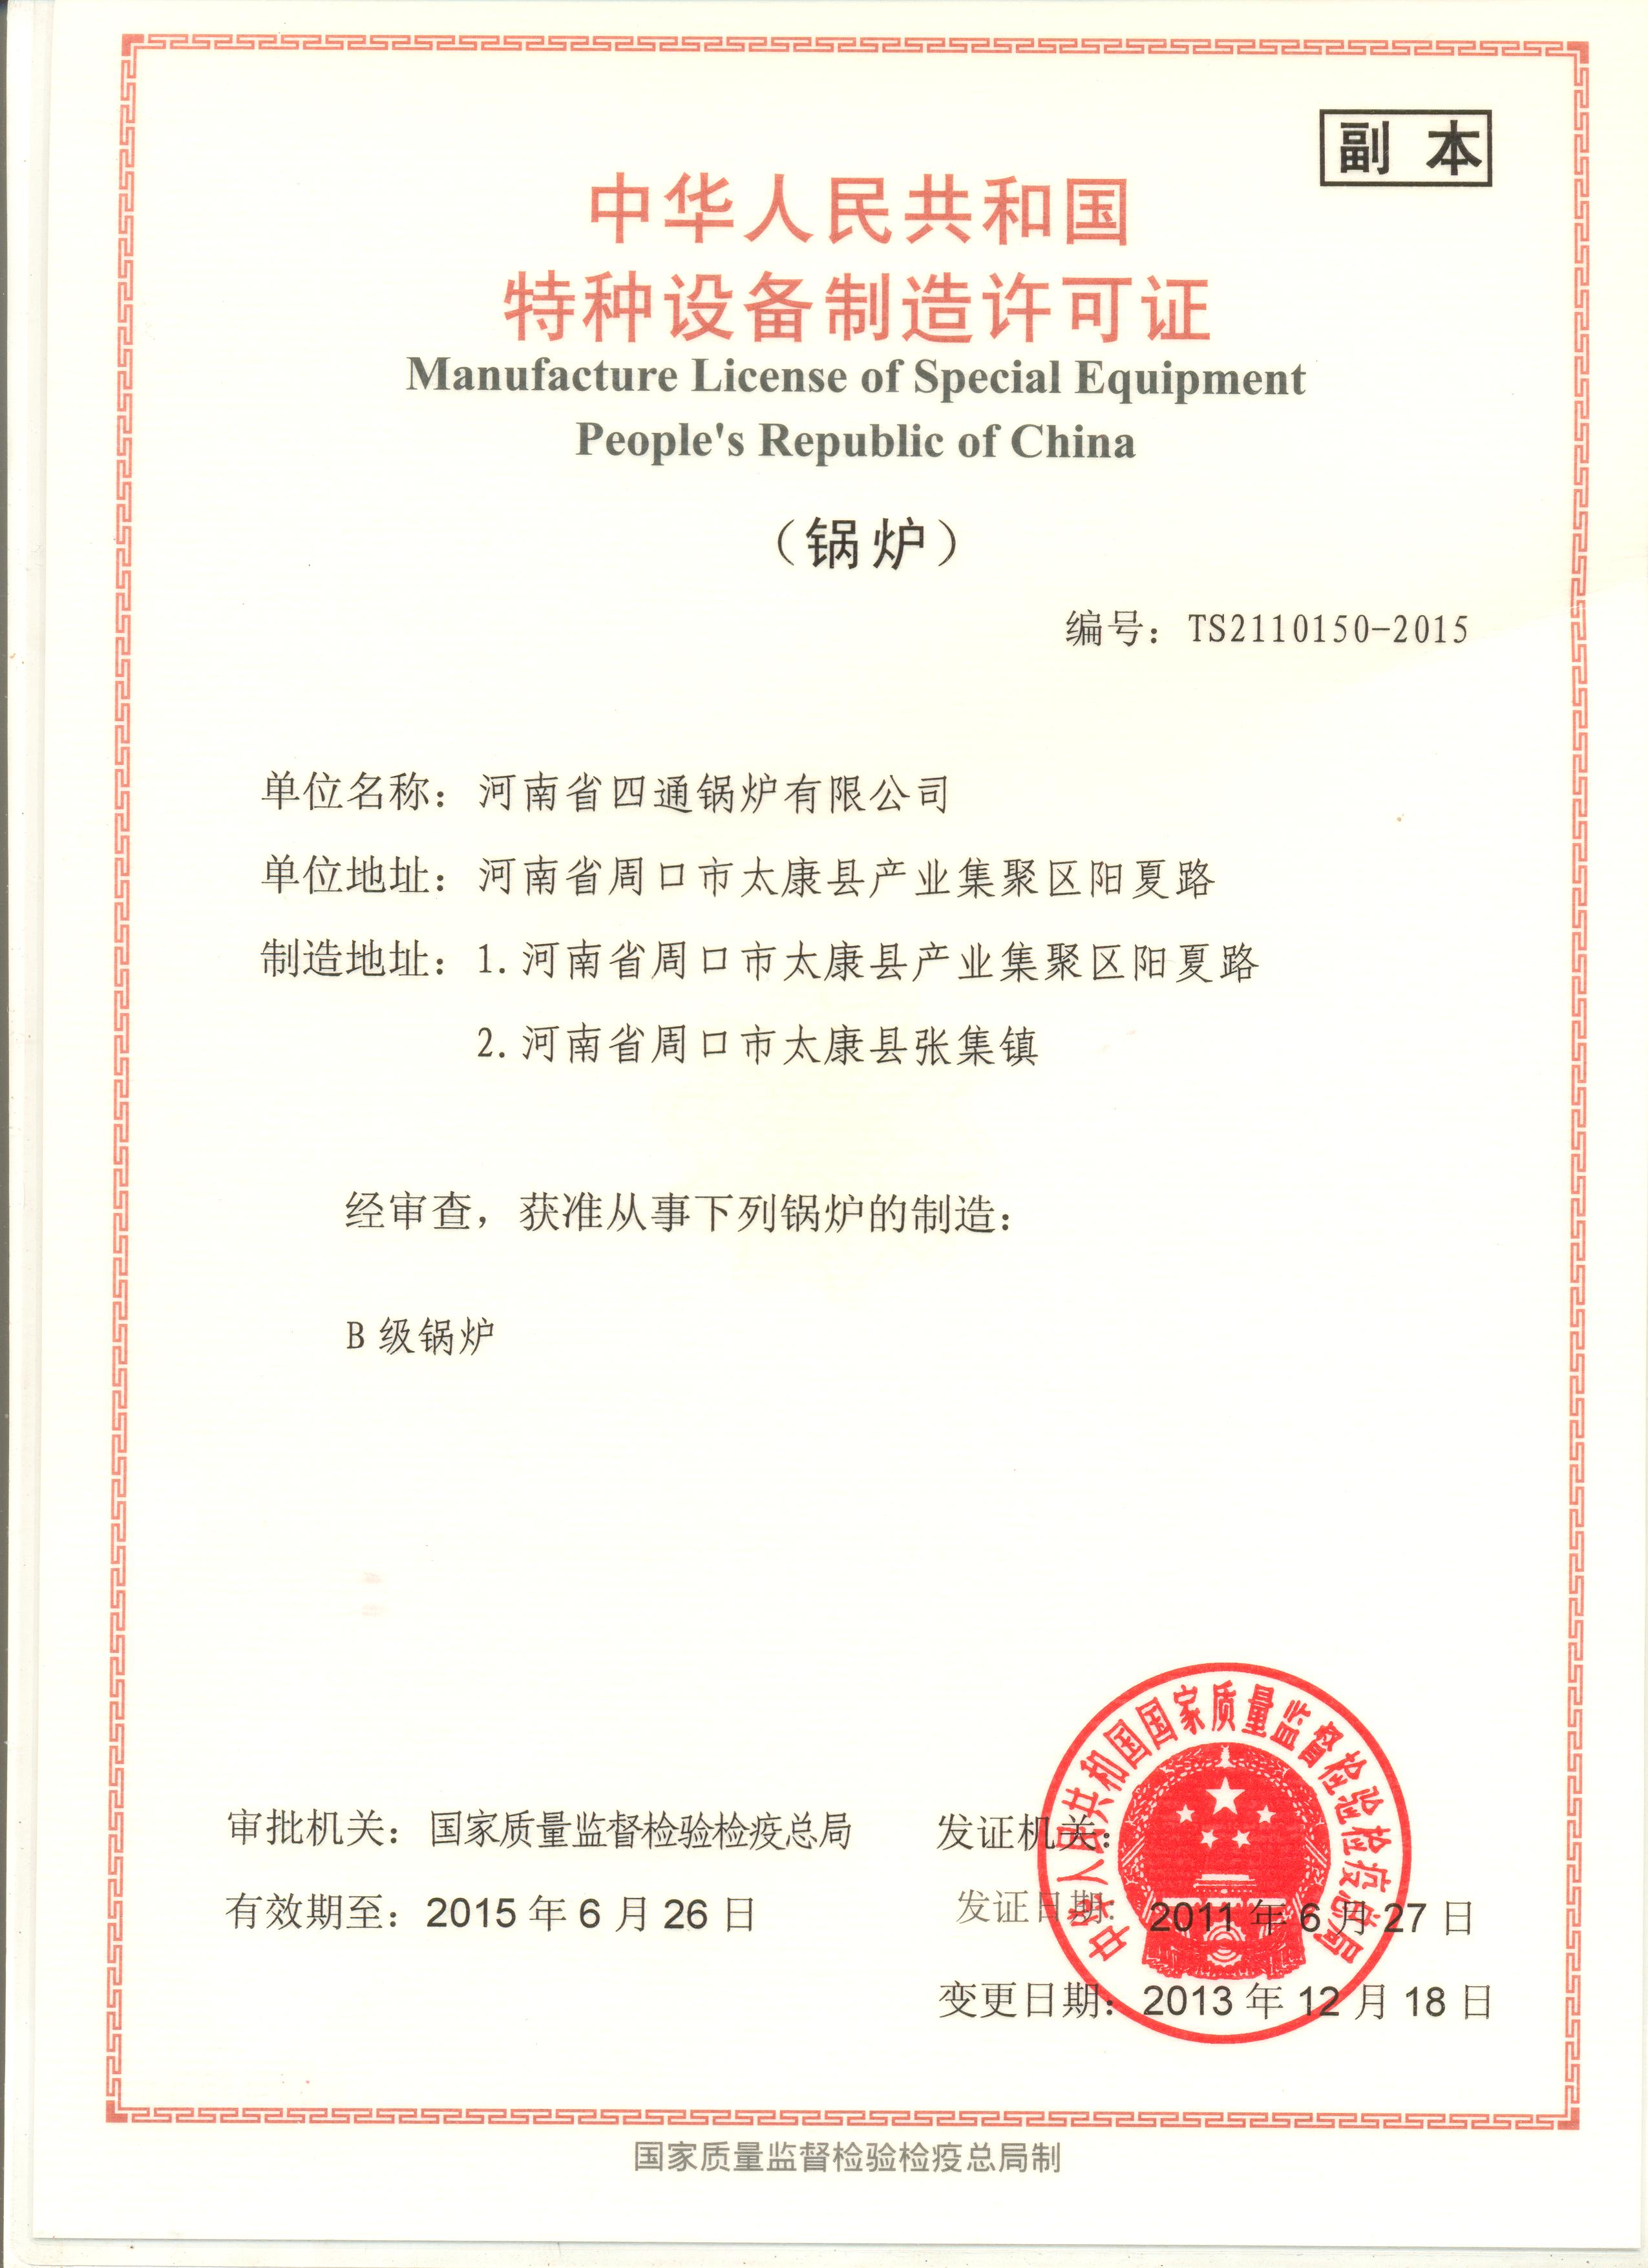 副 本
中华人民共和国
特种设备制造许可证
Manufacture License of Special Equipment
People's Republic of China
（锅炉）
编号：TS2110150-2015
单位名称：河南省四通锅炉有限公司
单位地址：河南省周口市太康县产业集聚区阳夏路
制造地址：1.河南省周口市太康县产业集聚区阳夏路
2.河南省周口市太康县张集镇
经审查，获准从事下列锅炉的制造：
B 级锅炉
中华人民共和国国家质量监督检验检疫总局
审批机关：国家质量监督检验检疫总局 发证机关：
有效期至：2015 年 6 月 26 日 发证日期：2011 年 6 月 27 日
变更日期：2013 年 12 月 18 日
国家质量监督检验检疫总局制